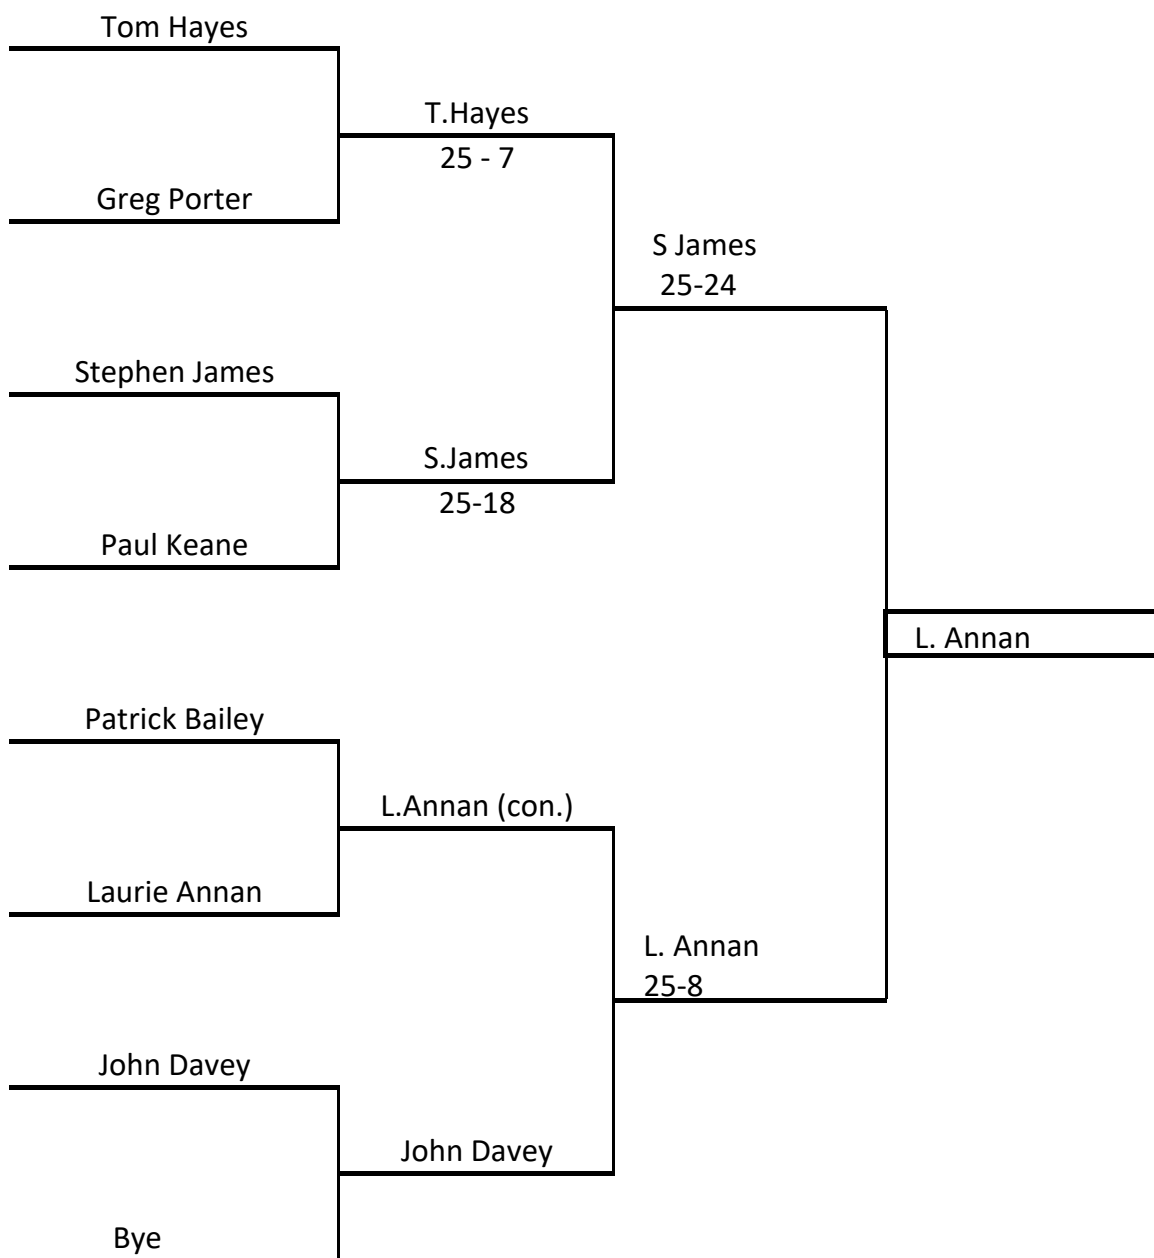 Tom Hayes
T.Hayes
25 - 7
Greg Porter
S James
25-24
Stephen James
S.James
25-18
Paul Keane
L. Annan
Patrick Bailey
L.Annan (con.)
Laurie Annan
L. Annan
25-8
John Davey
John Davey
Bye